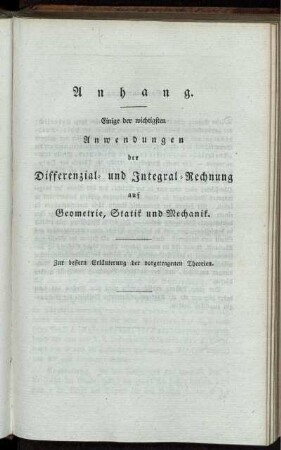 Anhang.
Einige der wichtigsten
Anwendungen
der
Differenzial- und Integral-Rechnung
auf
Geometrie, Statik und Mechanik.
Zur bessern Erläuterung der vorgetragenen Theorien.